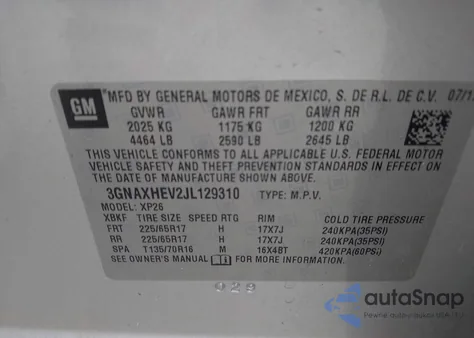 GM
MFD BY GENERAL MOTORS DE MEXICO, S. DE R.L. DE C.V. 07/1
GVWR GAWR FRT GAWR RR
2025 KG 1175 KG 1200 KG
4464 LB 2590 LB 2645 LB
THIS VEHICLE CONFORMS TO ALL APPLICABLE U.S. FEDERAL MOTOR
VEHICLE SAFETY AND THEFT PREVENTION STANDARDS IN EFFECT
ON THE DATE OF MANUFACTURE SHOWN ABOVE.
3GNAXHEV2JL129310 TYPE: M.P.V.
MODEL: XP26
XBKF TIRE SIZE SPEED RTG RIM COLD TIRE PRESSURE
FRT 225/65R17 H 17X7J 240KPA(35PSI)
RR 225/65R17 H 17X7J 240KPA(35PSI)
SPA T135/70R16 M 16X4BT 420KPA(60PSI)
SEE OWNER'S MANUAL FOR ADDITIONAL INFORMATION
029
autoSnap